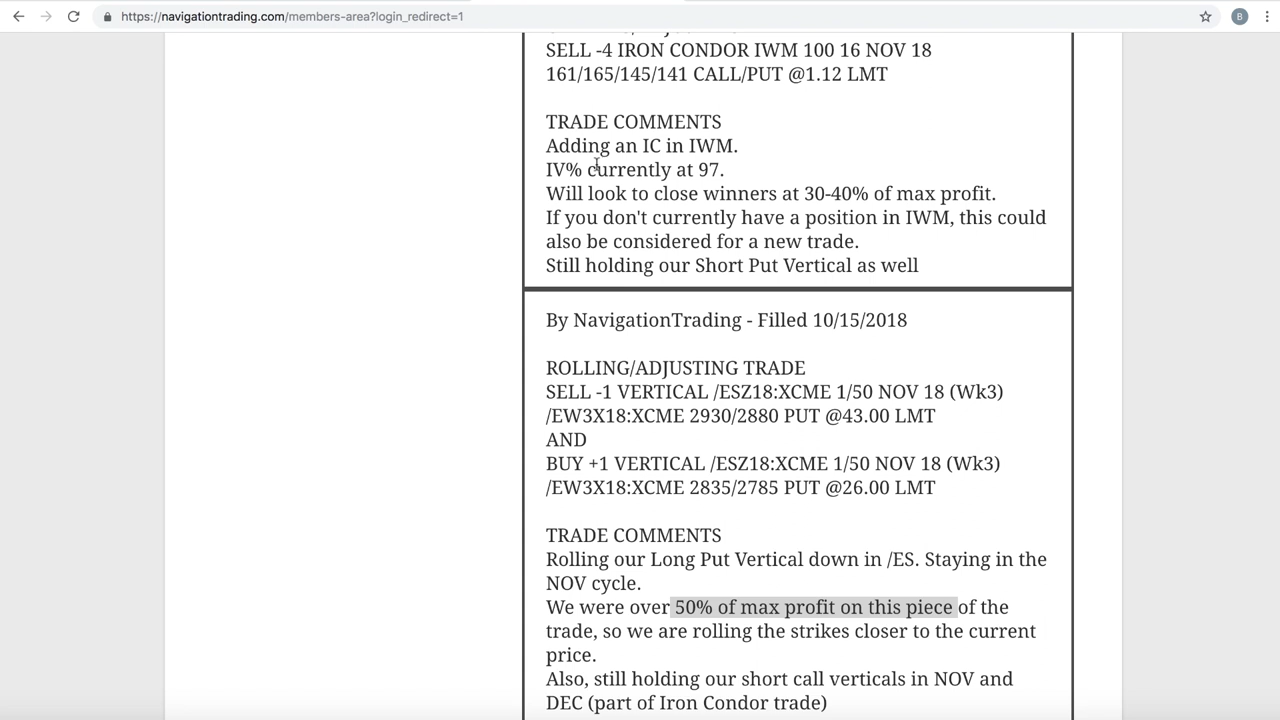 https://navigationtrading.com/members-area?login_redirect=1
B
SELL -4 IRON CONDOR IWM 100 16 NOV 18
161/165/145/141 CALL/PUT @1.12 LMT
TRADE COMMENTS
Adding an IC in IWM.
IV% currently at 97.
Will look to close winners at 30-40% of max profit.
If you don't currently have a position in IWM, this could
also be considered for a new trade.
Still holding our Short Put Vertical as well
By NavigationTrading - Filled 10/15/2018
ROLLING/ADJUSTING TRADE
SELL -1 VERTICAL /ESZ18:XCME 1/50 NOV 18 (Wk3)
/EW3X18:XCME 2930/2880 PUT @43.00 LMT
AND
BUY +1 VERTICAL /ESZ18:XCME 1/50 NOV 18 (Wk3)
/EW3X18:XCME 2835/2785 PUT @26.00 LMT
TRADE COMMENTS
Rolling our Long Put Vertical down in /ES. Staying in the
NOV cycle.
We were over 50% of max profit on this piece of the
trade, so we are rolling the strikes closer to the current
price.
Also, still holding our short call verticals in NOV and
DEC (part of Iron Condor trade)